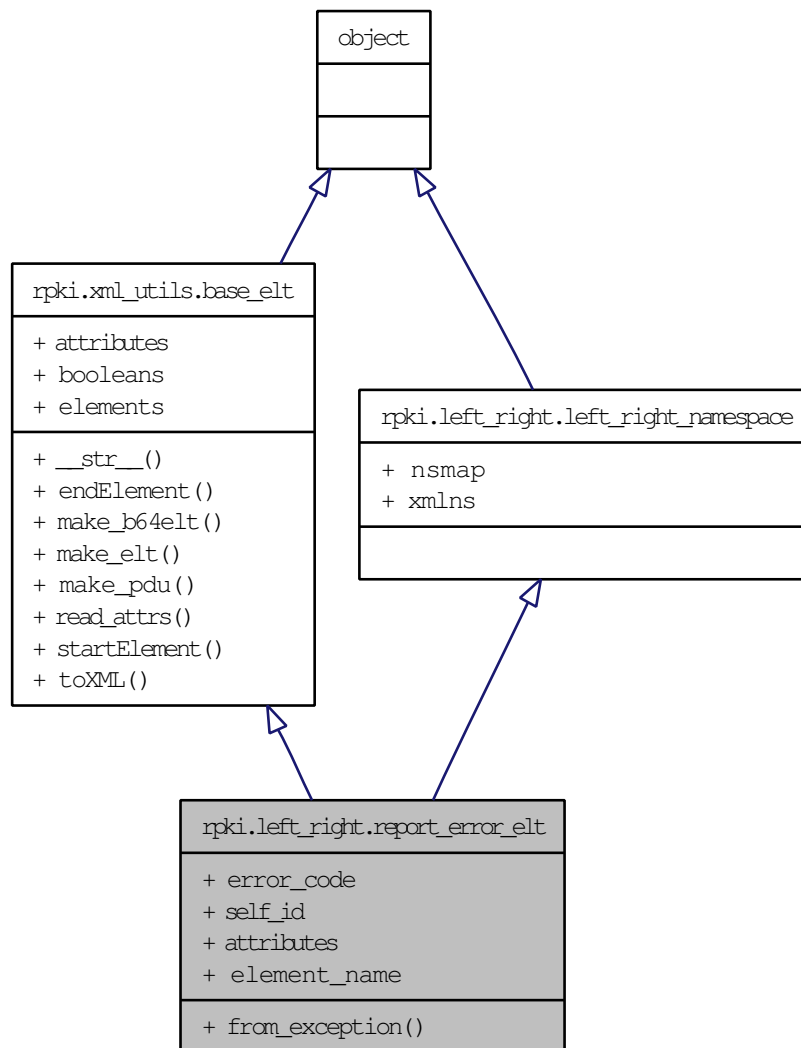 object
rpki.xml_utils.base_elt
+ attributes
+ booleans
+ elements
+ __str__()
+ endElement()
+ make_b64elt()
+ make_elt()
+ make_pdu()
+ read_attrs()
+ startElement()
+ toXML()
rpki.left_right.left_right_namespace
+ nsmap
+ xmlns
rpki.left_right.report_error_elt
+ error_code
+ self_id
+ attributes
+ element_name
+ from_exception()